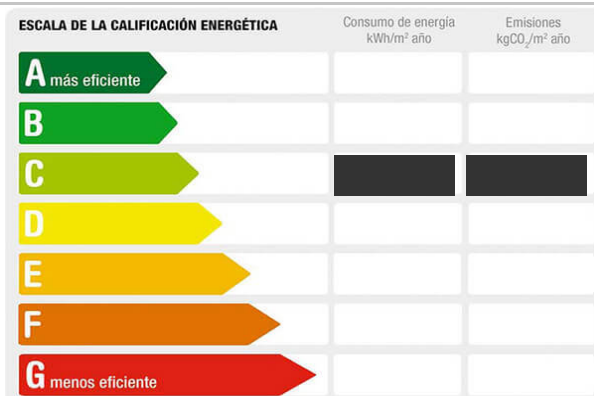 ESCALA DE LA CALIFICACIÓN ENERGÉTICA
Consumo de energía
kWh/m² año
Emisiones
kgCO₂/m² año
A más eficiente
B
C
D
E
F
G menos eficiente